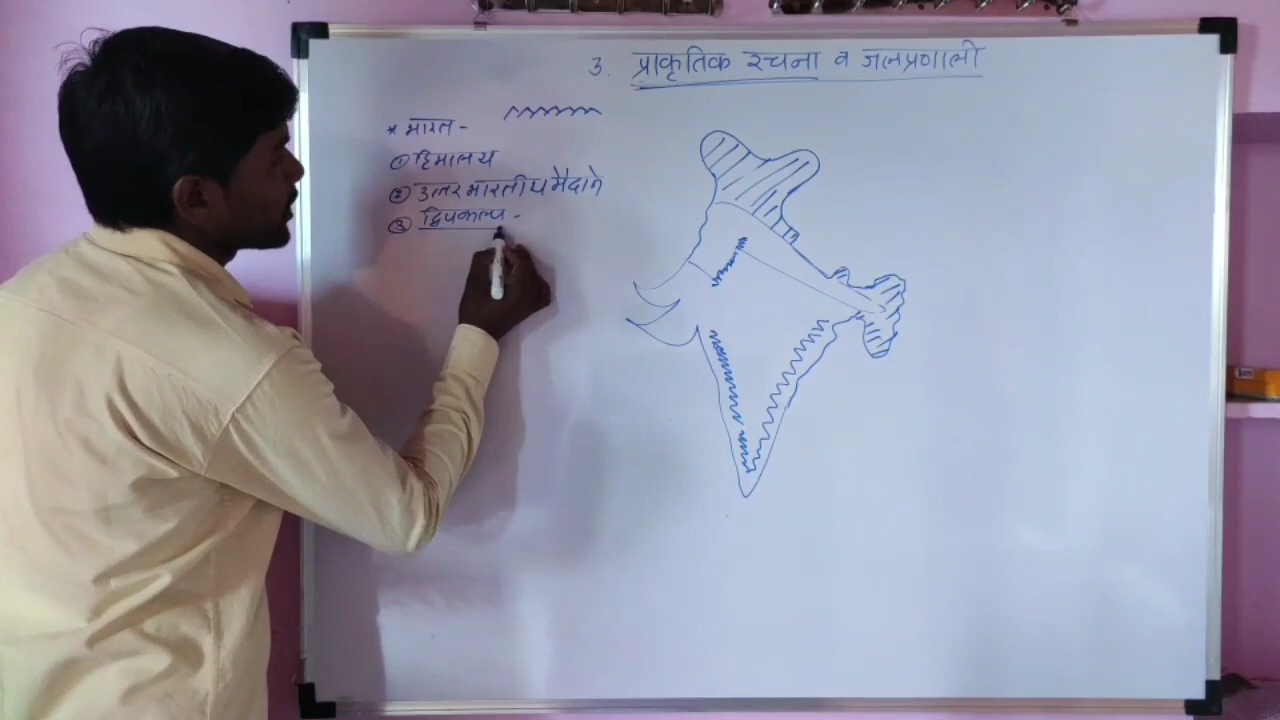 3. प्राकृतिक रचना व जलप्रणाली
* भारत -
① हिमालय
② उत्तर भारतीय मैदाने
③ द्विपकल्प -